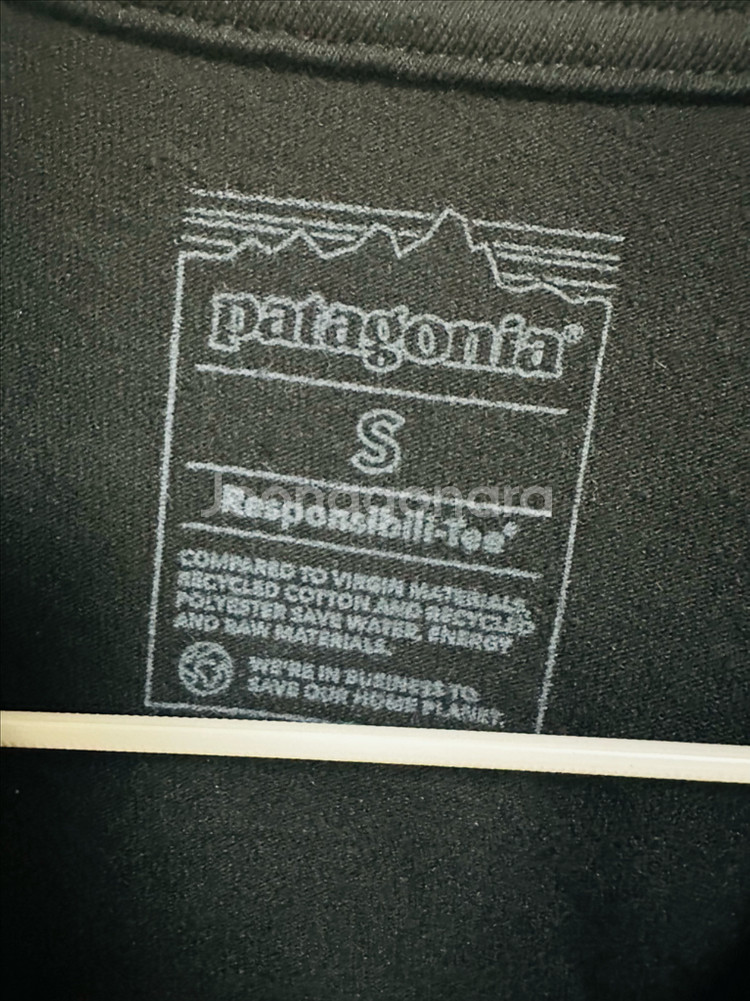 patagonia®
S
Joongonara
Responsibili-Tee®
COMPARED TO VIRGIN MATERIALS,
RECYCLED COTTON AND RECYCLED
POLYESTER SAVE WATER, ENERGY
AND RAW MATERIALS.
WE'RE IN BUSINESS TO
SAVE OUR HOME PLANET.